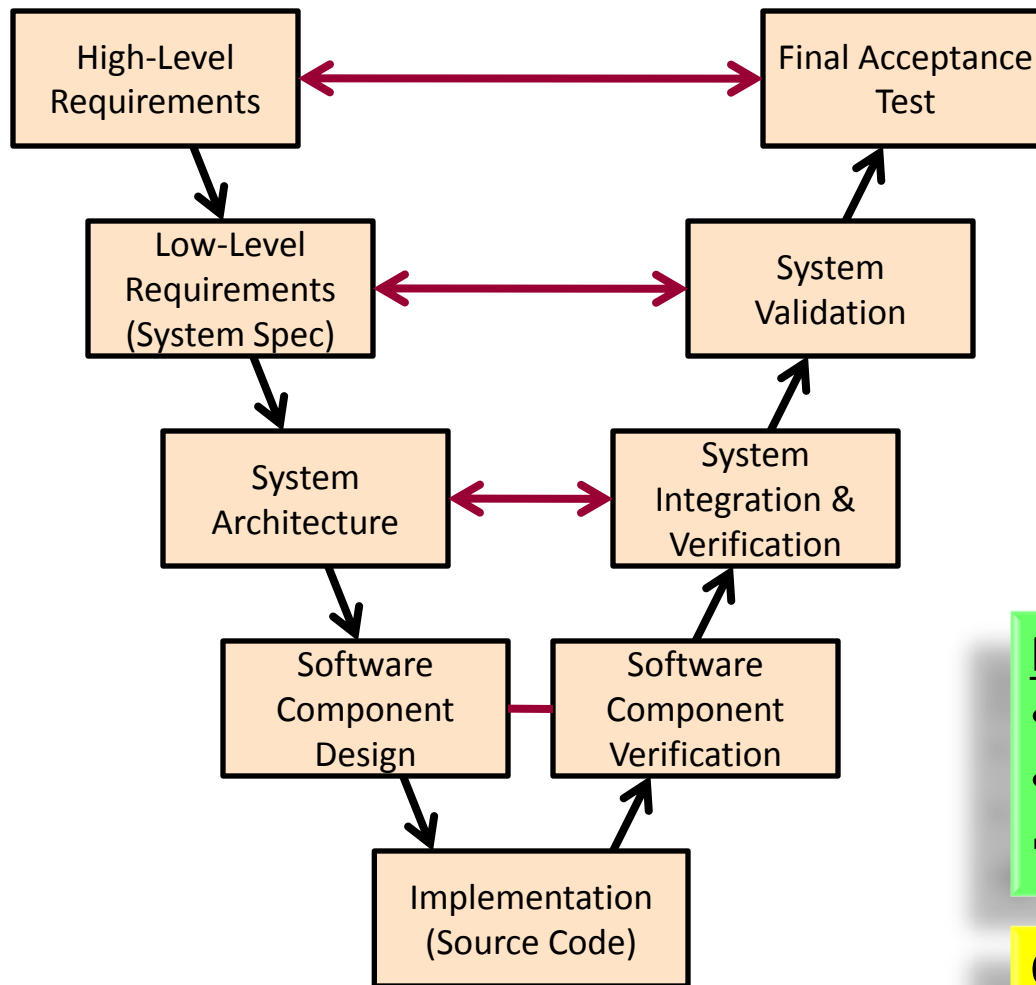 High-Level
Requirements
Final Acceptance
Test
Low-Level
Requirements
(System Spec)
System
Validation
System
Architecture
System
Integration &
Verification
Software
Component
Design
Software
Component
Verification
Implementation
(Source Code)